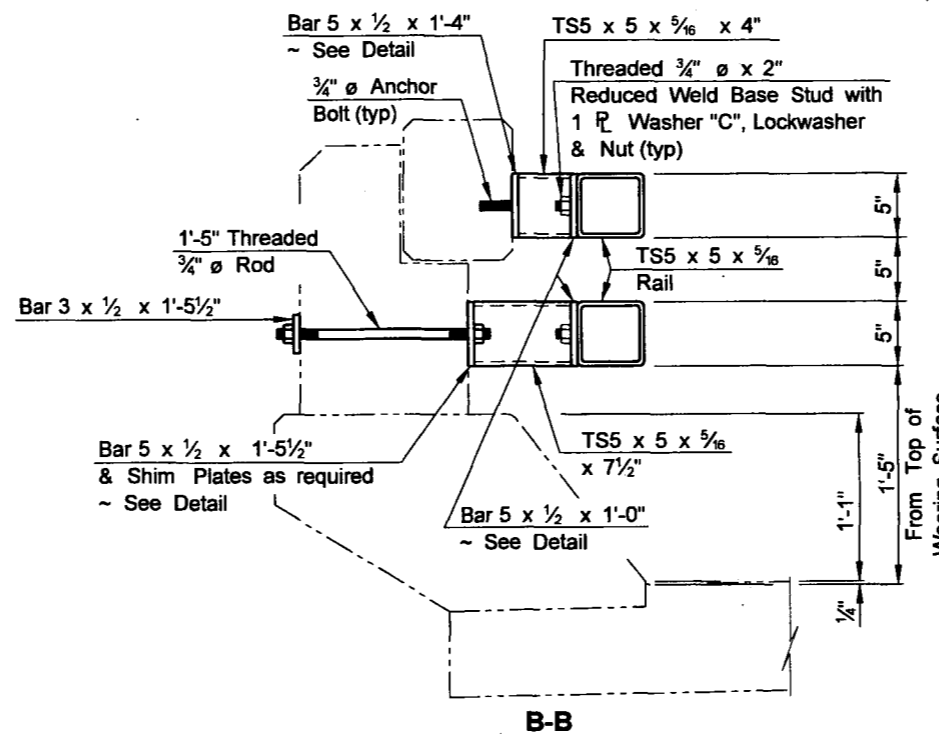 Bar 5 x ½ x 1'-4"
~ See Detail
¾" ø Anchor
Bolt (typ)
TS5 x 5 x 5⁄16 x 4"
Threaded ¾" ø x 2"
Reduced Weld Base Stud with
1 PL Washer "C", Lockwasher
& Nut (typ)
1'-5" Threaded
¾" ø Rod
Bar 3 x ½ x 1'-5½"
TS5 x 5 x 5⁄16
Rail
5"
5"
5"
Bar 5 x ½ x 1'-5½"
& Shim Plates as required
~ See Detail
TS5 x 5 x 5⁄16
x 7½"
Bar 5 x ½ x 1'-0"
~ See Detail
1'-1"
1'-5"
From Top of
Wearing Surface
¼"
B-B